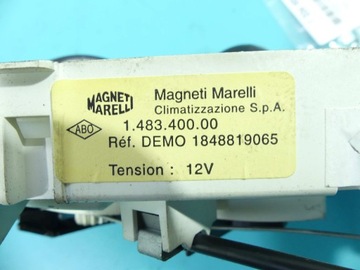 MAGNETI
MARELLI
Magneti Marelli
Climatizzazione S.p.A.
ABO
1.483.400.00
Réf. DEMO 1848819065
Tension : 12V